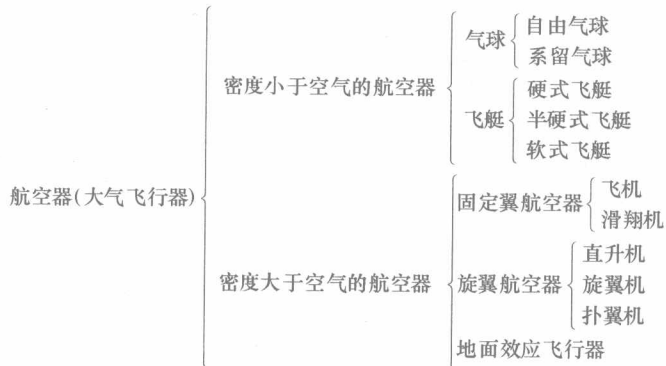 自由气球
气球
系留气球
密度小于空气的航空器
硬式飞艇
飞艇
半硬式飞艇
软式飞艇
航空器(大气飞行器)
飞机
固定翼航空器
滑翔机
直升机
密度大于空气的航空器
旋翼航空器
旋翼机
扑翼机
地面效应飞行器